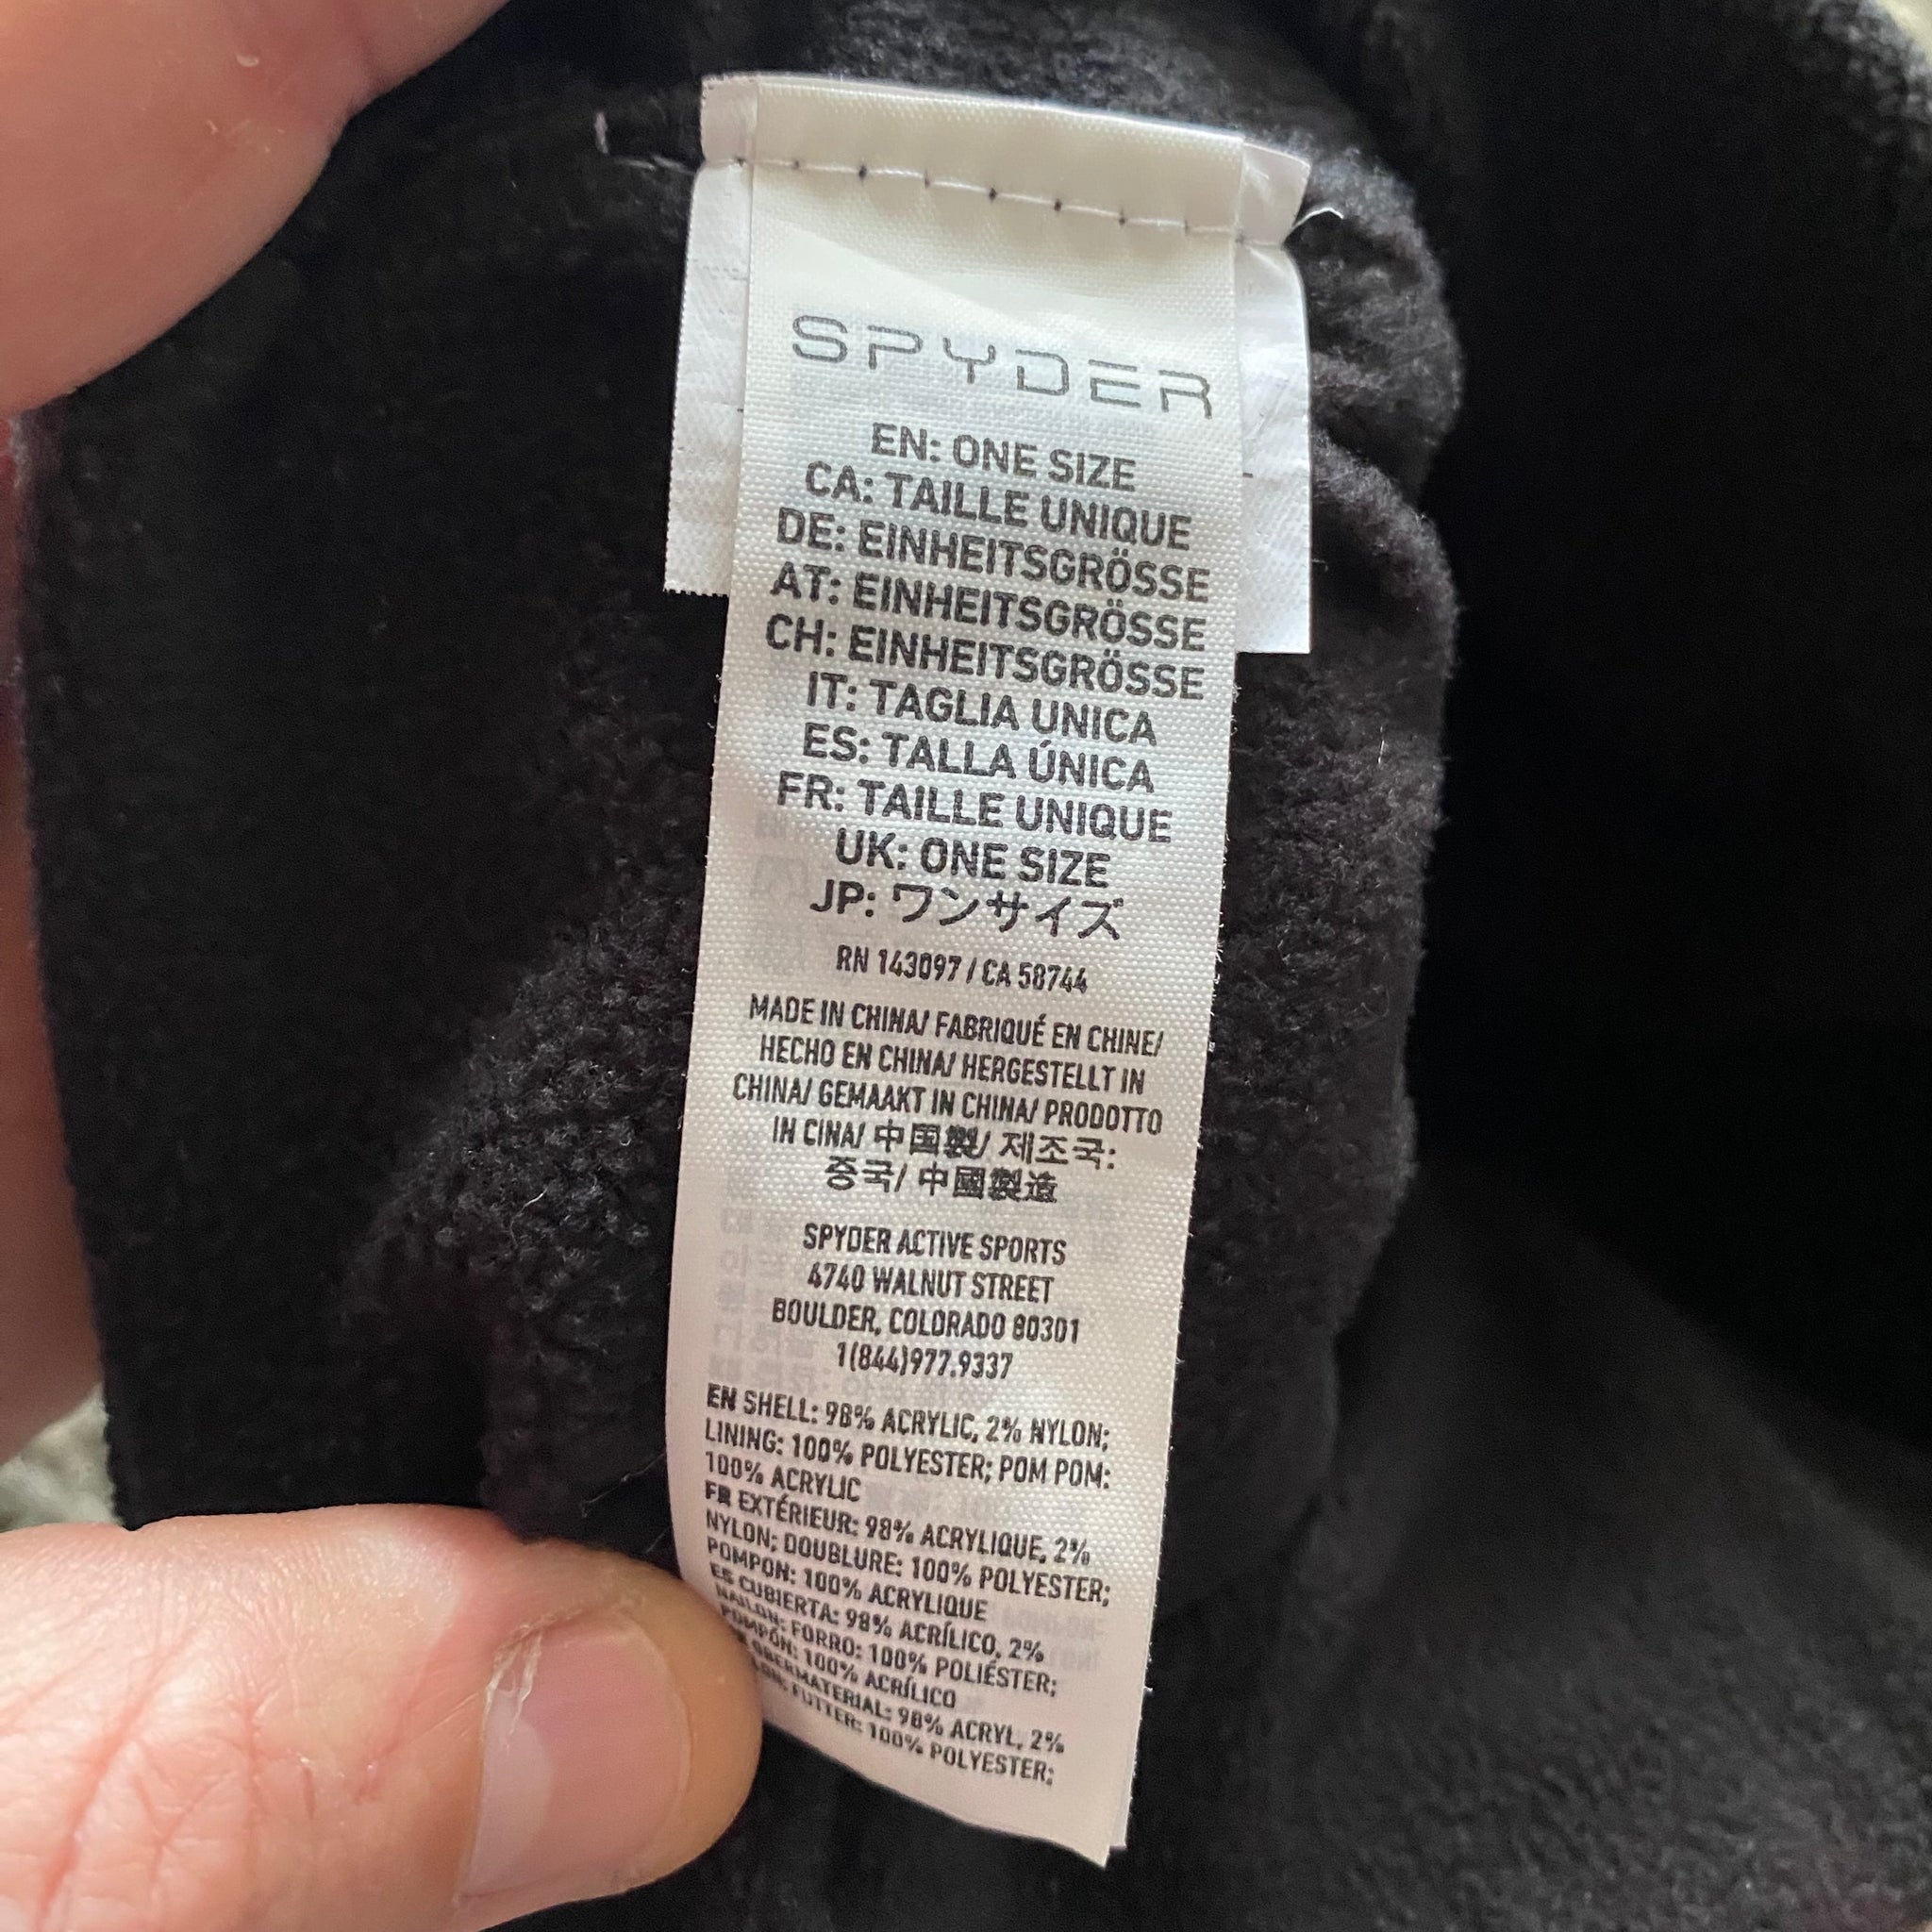 SPYDER
EN: ONE SIZE
CA: TAILLE UNIQUE
DE: EINHEITSGRÖSSE
AT: EINHEITSGRÖSSE
CH: EINHEITSGRÖSSE
IT: TAGLIA UNICA
ES: TALLA ÚNICA
FR: TAILLE UNIQUE
UK: ONE SIZE
JP: ワンサイズ
RN 143097 / CA 58744
MADE IN CHINA/ FABRIQUÉ EN CHINE/
HECHO EN CHINA/ HERGESTELLT IN
CHINA/ GEMAAKT IN CHINA/ PRODOTTO
IN CINA/ 中国製/ 제조국:
중국/ 中國製造
SPYDER ACTIVE SPORTS
4740 WALNUT STREET
BOULDER, COLORADO 80301
1(844)977.9337
EN SHELL: 98% ACRYLIC, 2% NYLON;
LINING: 100% POLYESTER; POM POM:
100% ACRYLIC
FR EXTÉRIEUR: 98% ACRYLIQUE, 2%
NYLON; DOUBLURE: 100% POLYESTER;
POMPON: 100% ACRYLIQUE
ES CUBIERTA: 98% ACRÍLICO, 2%
NAILON; FORRO: 100% POLIÉSTER;
POMPÓN: 100% ACRÍLICO
OBERMATERIAL: 98% ACRYL, 2%
FUTTER: 100% POLYESTER;